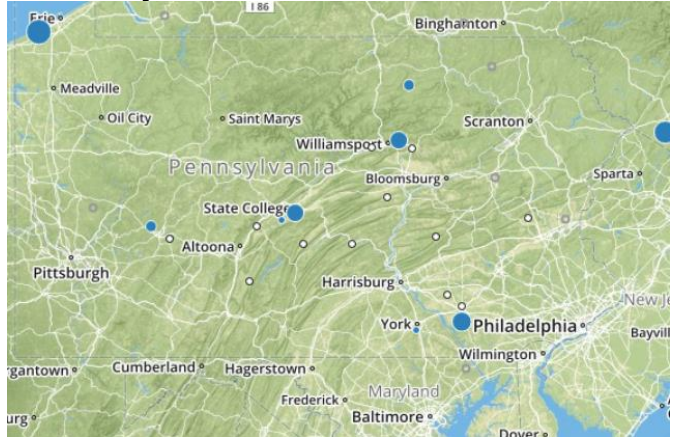 I 86
Erie
Binghamton
Meadville
Oil City
Saint Marys
Scranton
Williamsport
Pennsylvania
Bloomsburg
Sparta
State College
Altoona
Pittsburgh
Harrisburg
New Je
York
Philadelphia
Bayvill
Wilmington
rgantown
Cumberland
Hagerstown
Maryland
Frederick
Baltimore
urg
Dover